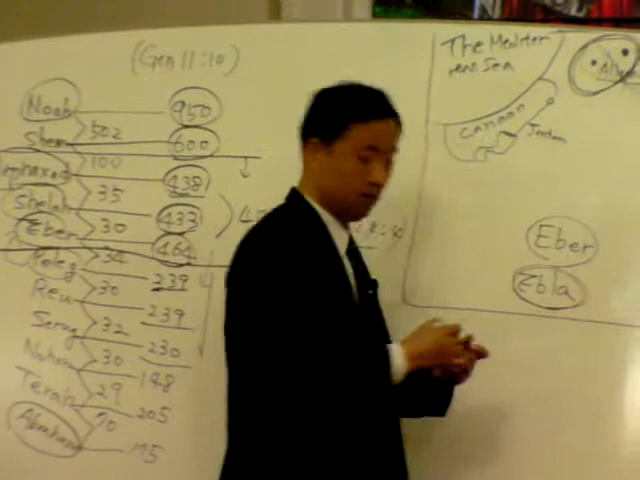 (Gen 11:10)
Noah 950
502
Shem 600
100
Arphaxad 438
35
Shelah 433
30
Eber 464
34
Peleg 239
30
Reu 239
32
Serug 230
30
Nahor 148
29
Terah 205
70
Abraham 175
The Mediter
rean Sea
canaan
Jordan
Eber
Ebla